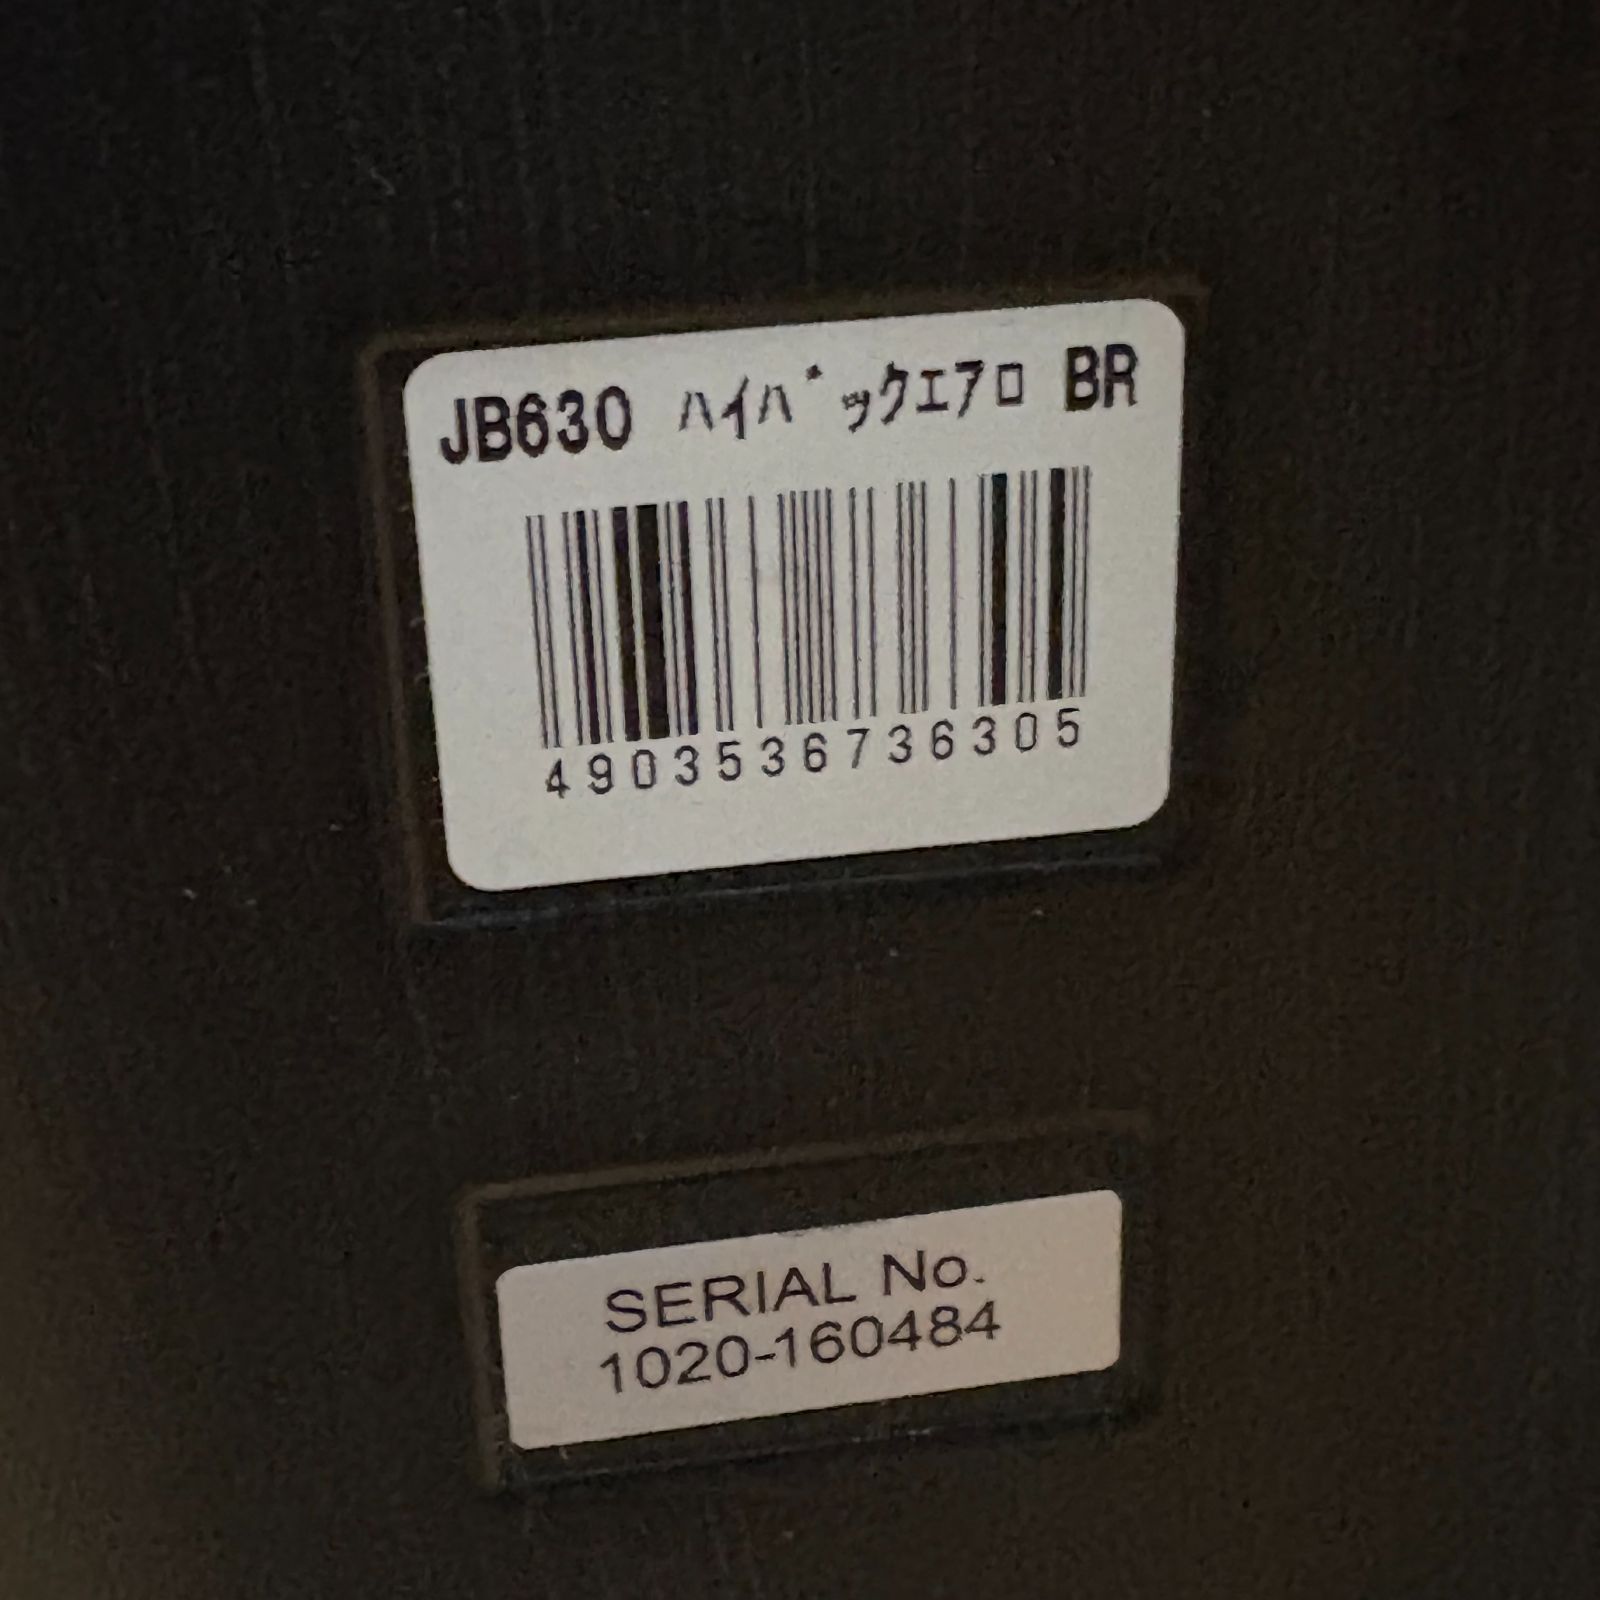 JB630 ﾊｲﾊﾞｯｸｴｱﾛ BR
4903536736305
SERIAL No.
1020-160484